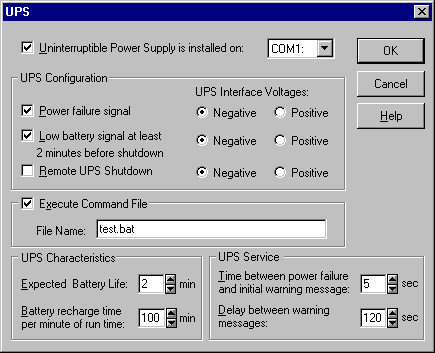 UPS
Uninterruptible Power Supply is installed on: COM1:
OK
UPS Configuration
UPS Interface Voltages:
Cancel
Power failure signal Negative Positive
Help
Low battery signal at least
2 minutes before shutdown Negative Positive
Remote UPS Shutdown Negative Positive
Execute Command File
File Name: test.bat
UPS Characteristics
Expected Battery Life: 2 min
Battery recharge time
per minute of run time: 100 min
UPS Service
Time between power failure
and initial warning message: 5 sec
Delay between warning
messages: 120 sec